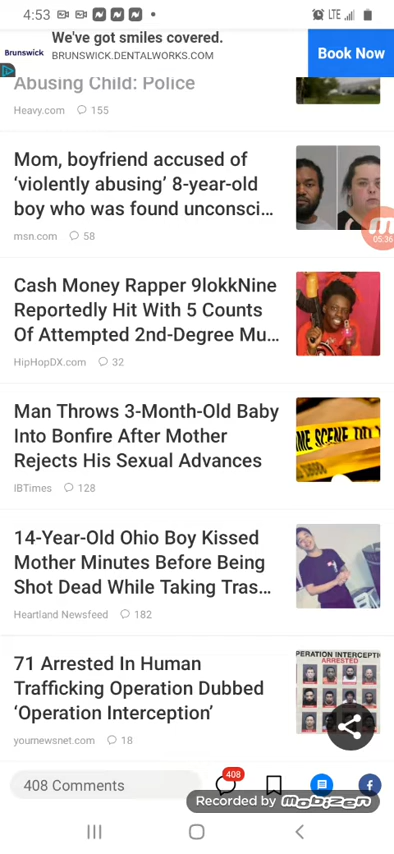 4:53
LTE
Brunswick
We've got smiles covered.
BRUNSWICK.DENTALWORKS.COM
Book Now
Abusing Child: Police
Heavy.com 155
Mom, boyfriend accused of
‘violently abusing’ 8-year-old
boy who was found unconsci...
msn.com 58
05:36
Cash Money Rapper 9lokkNine
Reportedly Hit With 5 Counts
Of Attempted 2nd-Degree Mu...
HipHopDX.com 32
Man Throws 3-Month-Old Baby
Into Bonfire After Mother
Rejects His Sexual Advances
IBTimes 128
14-Year-Old Ohio Boy Kissed
Mother Minutes Before Being
Shot Dead While Taking Tras...
Heartland Newsfeed 182
71 Arrested In Human
Trafficking Operation Dubbed
‘Operation Interception’
yournewsnet.com 18
PERATION INTERCEPTI
ARRESTED
408 Comments
408
Recorded by mobizen